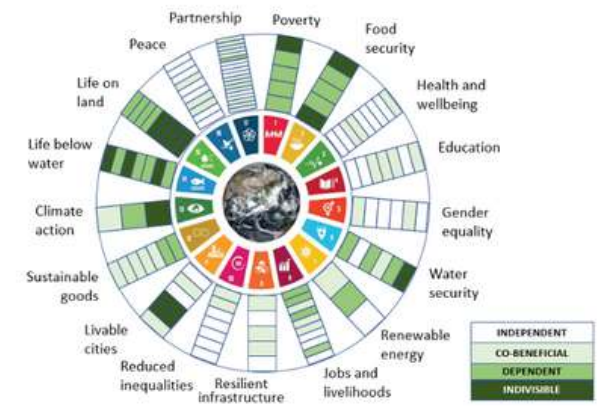 Partnership
Poverty
Food
security
Health and
wellbeing
Education
Gender
equality
Water
security
Renewable
energy
Jobs and
livelihoods
Resilient
infrastructure
Reduced
inequalities
Livable
cities
Sustainable
goods
Climate
action
Life below
water
Life on
land
Peace
INDEPENDENT
CO-BENEFICIAL
DEPENDENT
INDIVISIBLE